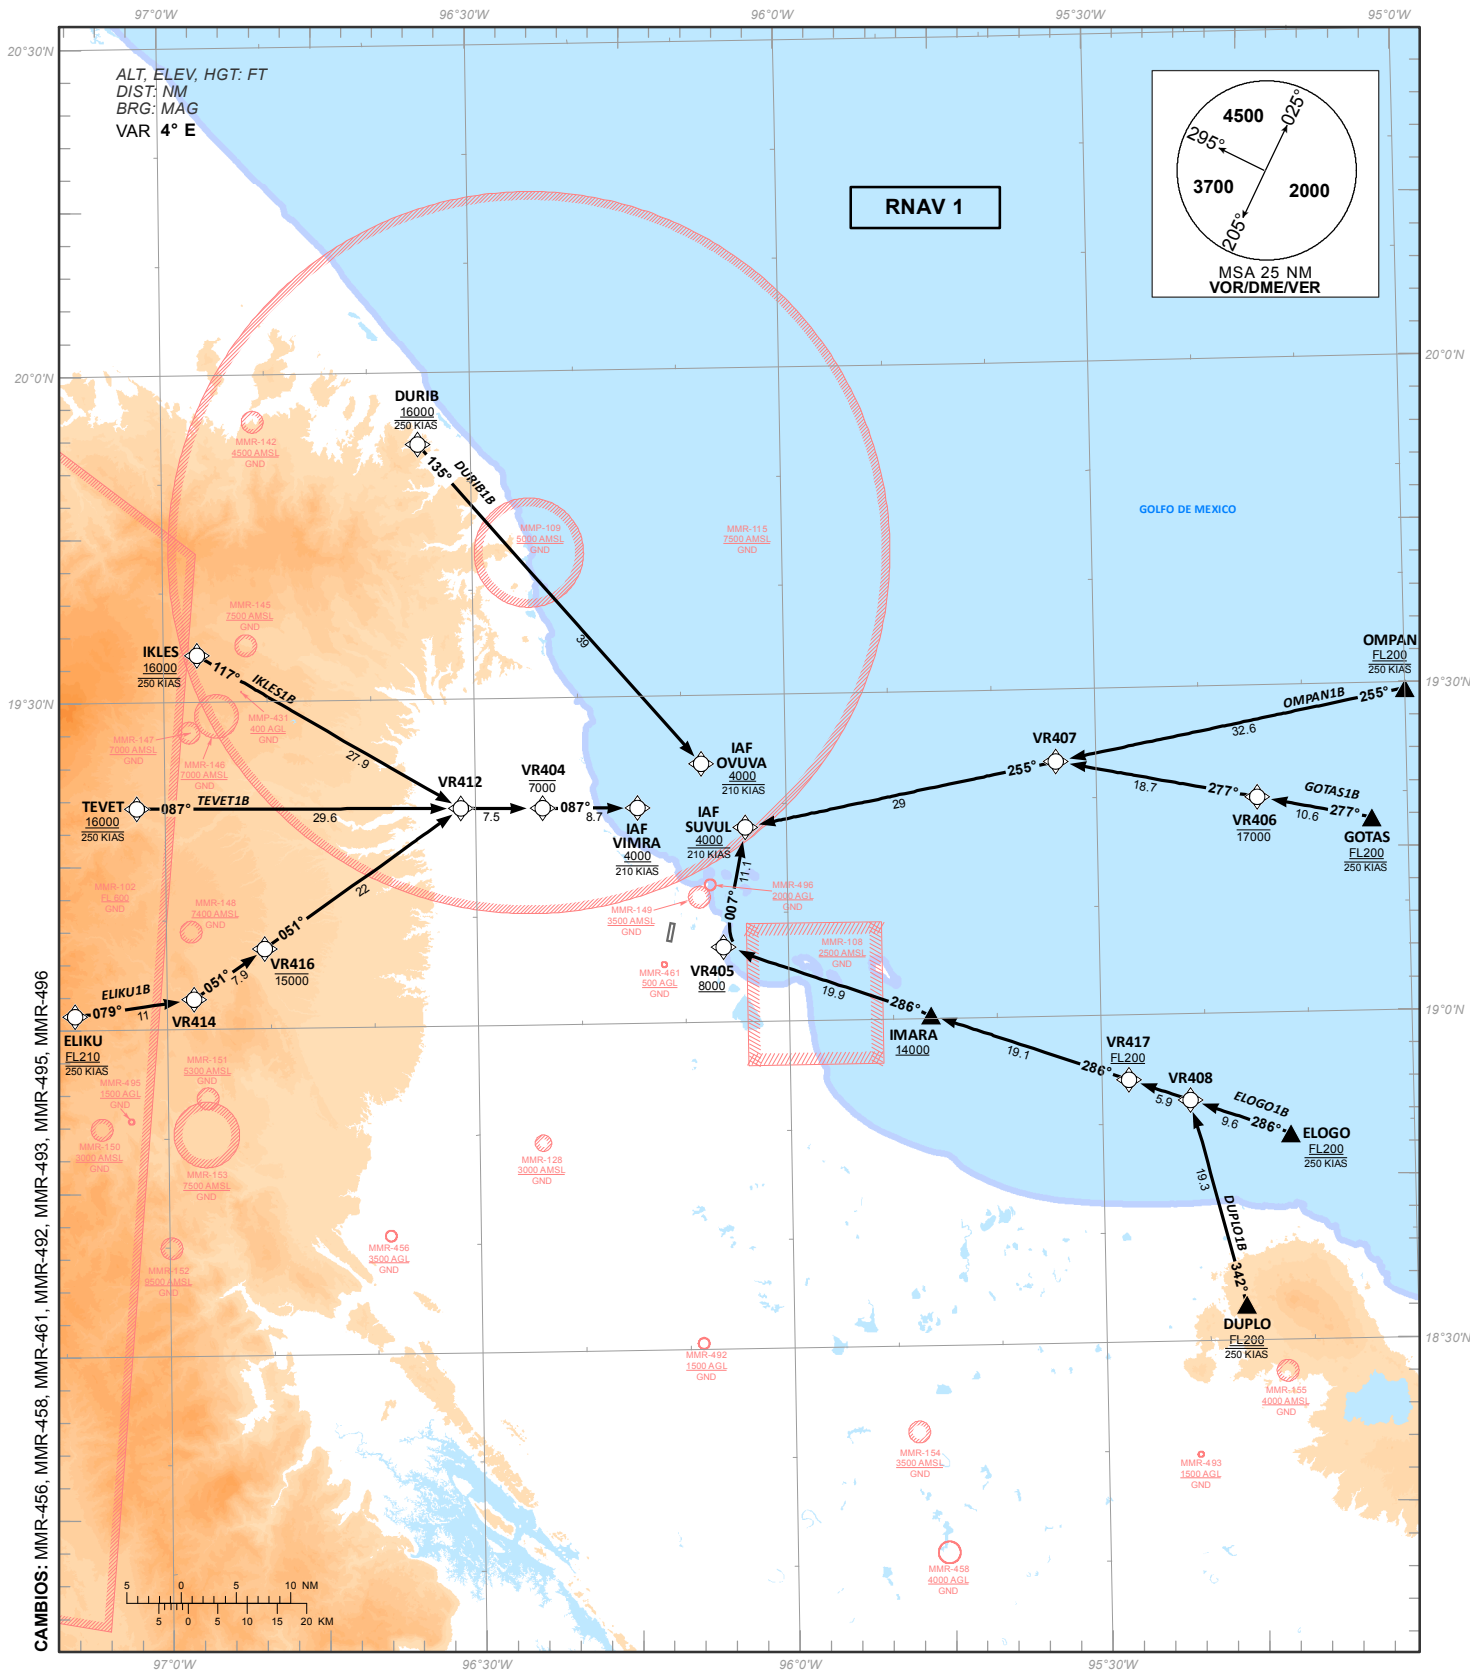 97°0'W
96°30'W
96°0'W
95°30'W
95°0'W
20°30'N
ALT, ELEV, HGT: FT
DIST: NM
BRG: MAG
VAR 4° E
RNAV 1
4500
025°
295°
3700
2000
205°
MSA 25 NM
VOR/DME/VER
20°0'N
20°0'N
DURIB
16000
250 KIAS
135°
DURIB1B
39
MMR-142
4500 AMSL
GND
MMP-109
5000 AMSL
GND
MMR-115
7500 AMSL
GND
GOLFO DE MEXICO
MMR-145
7500 AMSL
GND
IKLES
16000
250 KIAS
117°
IKLES1B
27.9
OMPAN
FL200
250 KIAS
255°
OMPAN1B
32.6
19°30'N
19°30'N
MMP-431
400 AGL
GND
MMR-147
7000 AMSL
GND
MMR-146
7000 AMSL
GND
VR407
255°
29
IAF
OVUVA
4000
210 KIAS
VR412
VR404
7000
TEVET
16000
250 KIAS
087°
TEVET1B
29.6
7.5
087°
8.7
IAF
VIMRA
4000
210 KIAS
IAF
SUVUL
4000
210 KIAS
18.7
277°
VR406
17000
GOTAS1B
277°
10.6
GOTAS
FL200
250 KIAS
11.1
007°
22
MMR-102
FL 500
GND
MMR-148
7400 AMSL
GND
MMR-496
2000 AGL
GND
MMR-149
3500 AMSL
GND
051°
VR416
15000
MMR-108
2500 AMSL
GND
MMR-461
500 AGL
GND
VR405
8000
19.9
286°
IMARA
14000
051°
7.9
ELIKU1B
079°
11
VR414
ELIKU
FL210
250 KIAS
19°0'N
19.1
286°
VR417
FL200
VR408
5.9
ELOGO1B
9.6
286°
ELOGO
FL200
250 KIAS
MMR-151
5300 AMSL
GND
MMR-495
1500 AGL
GND
MMR-150
3000 AMSL
GND
MMR-153
7500 AMSL
GND
MMR-128
3000 AMSL
GND
19.3
DUPLO1B
342°
DUPLO
FL200
250 KIAS
MMR-456
3500 AGL
GND
MMR-152
9500 AMSL
GND
18°30'N
MMR-492
1500 AGL
GND
MMR-155
4000 AMSL
GND
MMR-154
3500 AMSL
GND
MMR-493
1500 AGL
GND
MMR-458
4000 AGL
GND
5 0 5 10 NM
5 0 5 10 15 20 KM
CAMBIOS: MMR-456, MMR-458, MMR-461, MMR-492, MMR-493, MMR-495, MMR-496
97°0'W
96°30'W
96°0'W
95°30'W